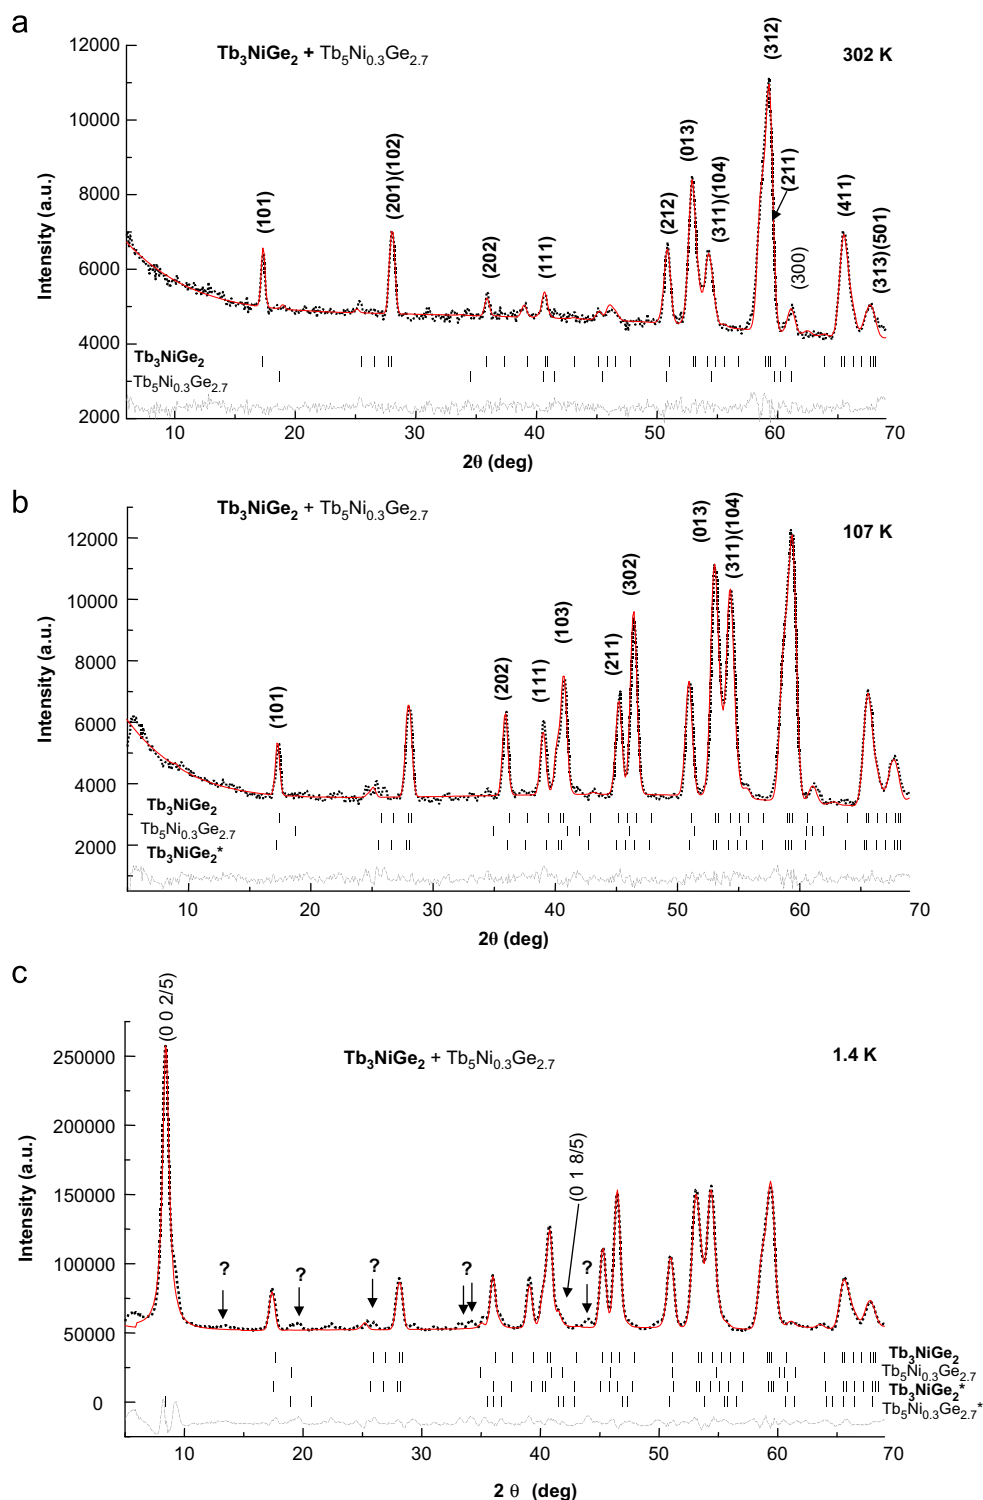 a
Tb3NiGe2 + Tb5Ni0.3Ge2.7
302 K
12000
10000
8000
6000
4000
2000
Intensity (a.u.)
(101)
(201)(102)
(202)
(111)
(212)
(013)
(311)(104)
(312)
(211)
(300)
(411)
(313)(501)
Tb3NiGe2
Tb5Ni0.3Ge2.7
10 20 30 40 50 60 70
2θ (deg)
b
Tb3NiGe2 + Tb5Ni0.3Ge2.7
107 K
12000
10000
8000
6000
4000
2000
Intensity (a.u.)
(101)
(202)
(111)
(103)
(211)
(302)
(013)
(311)(104)
Tb3NiGe2
Tb5Ni0.3Ge2.7
Tb3NiGe2*
10 20 30 40 50 60 70
2θ (deg)
c
(0 0 2/5)
Tb3NiGe2 + Tb5Ni0.3Ge2.7
1.4 K
250000
200000
150000
100000
50000
0
Intensity (a.u.)
? ? ? ? ?
(0 1 8/5)
Tb3NiGe2
Tb5Ni0.3Ge2.7
Tb3NiGe2*
Tb5Ni0.3Ge2.7*
10 20 30 40 50 60 70
2 θ (deg)